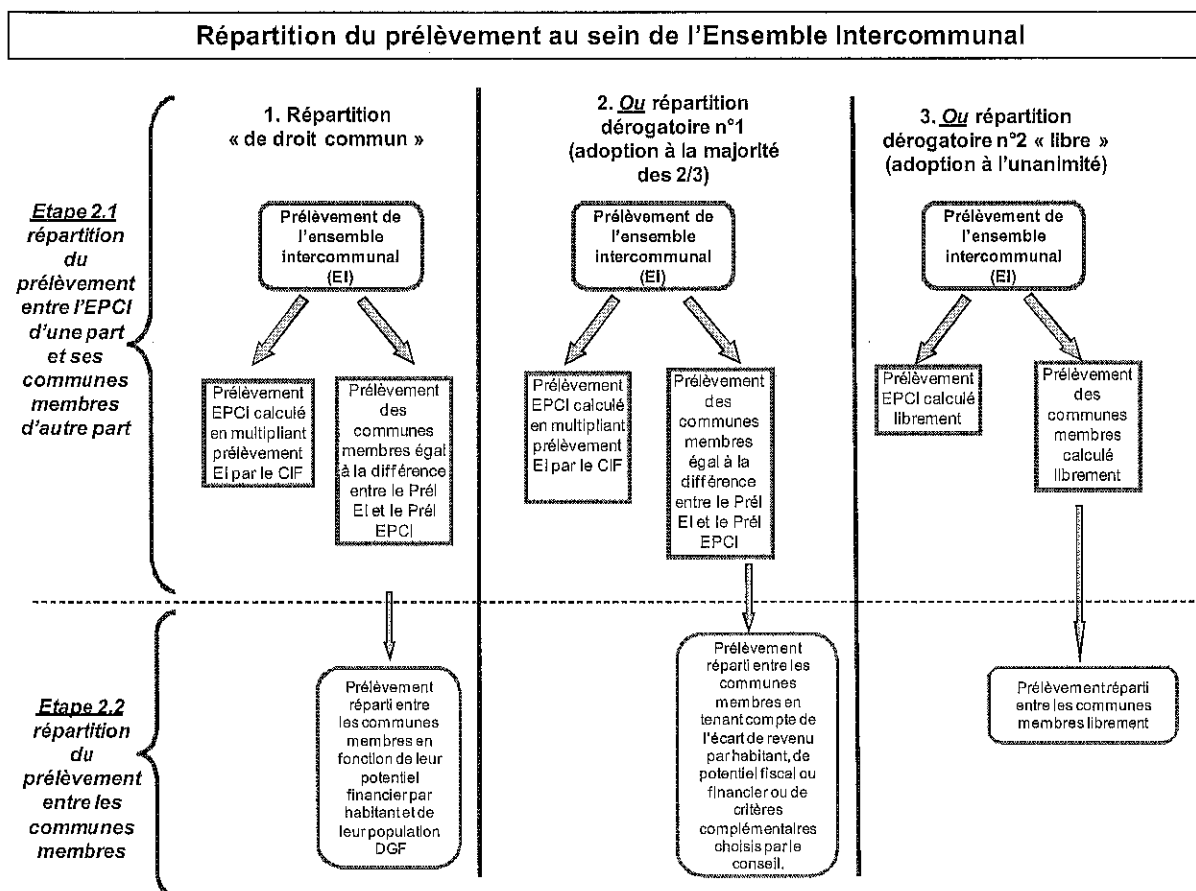 Répartition du prélèvement au sein de l'Ensemble Intercommunal
1. Répartition
« de droit commun »
2. Ou répartition
dérogatoire n°1
(adoption à la majorité
des 2/3)
3. Ou répartition
dérogatoire n°2 « libre »
(adoption à l'unanimité)
Etape 2.1
répartition
du
prélèvement
entre l'EPCI
d'une part
et ses
communes
membres
d'autre part
Prélèvement de
l'ensemble
intercommunal
(EI)
Prélèvement de
l'ensemble
intercommunal
(EI)
Prélèvement de
l'ensemble
intercommunal
(EI)
Prélèvement
EPCI calculé
en multipliant
prélèvement
EI par le CIF
Prélèvement
des
communes
membres égal
à la différence
entre le Prél
EI et le Prél
EPCI
Prélèvement
EPCI calculé
en multipliant
prélèvement
EI par le CIF
Prélèvement
des
communes
membres
égal à la
différence
entre le Prél
EI et le Prél
EPCI
Prélèvement
EPCI calculé
librement
Prélèvement
des
communes
membres
calculé
librement
Etape 2.2
répartition
du
prélèvement
entre les
communes
membres
Prélèvement
réparti entre
les communes
membres en
fonction de leur
potentiel
financier par
habitant et de
leur population
DGF
Prélèvement
réparti entre les
communes
membres en
tenant compte de
l'écart de revenu
par habitant, de
potentiel fiscal ou
financier ou de
critères
complémentaires
choisis par le
conseil.
Prélèvement réparti
entre les communes
membres librement